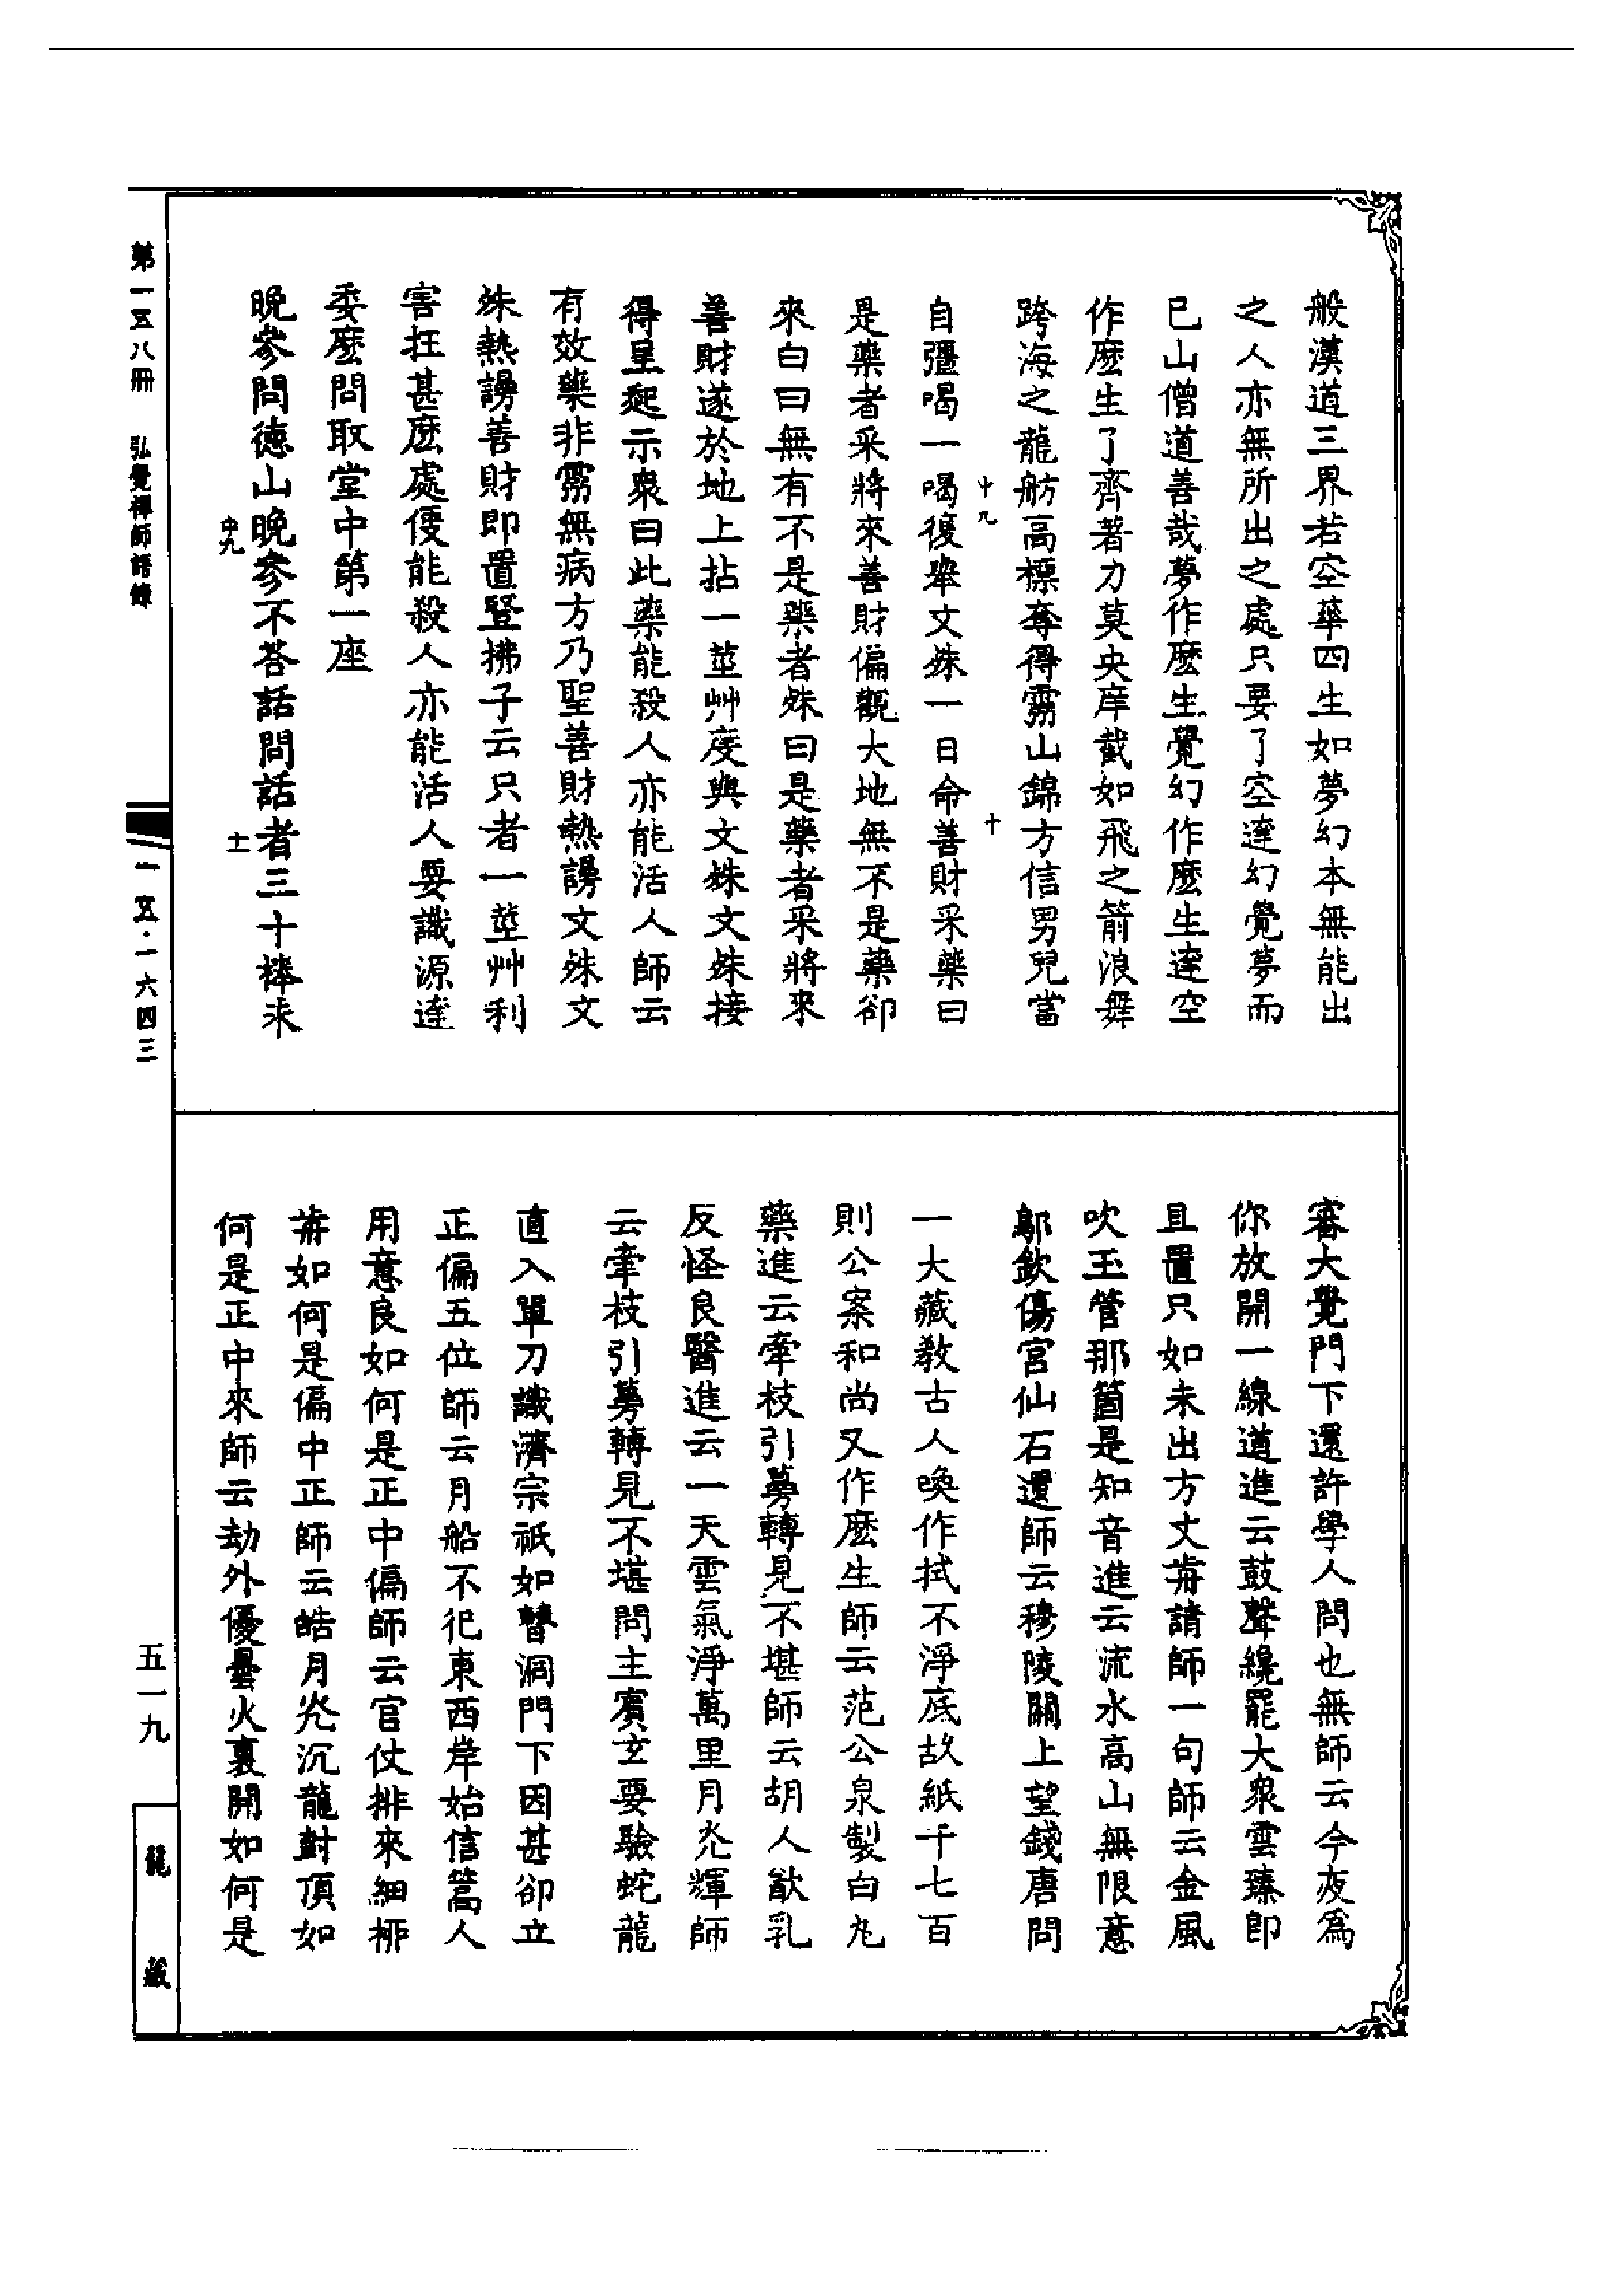 般漢道三界若空華四生如夢幻本無能出
之人亦無所出之處只要了空達幻覺夢而
已山僧道善哉夢作麼生覺幻作麼生達空
作麼生了齊著力莫央庠截如飛之箭浪舞
跨海之龍舫高標奪得霧山錦方信男兒當
中九
十
自彊喝一喝復舉文殊一日命善財采藥曰
是藥者采將來善財偏觀大地無不是藥卻
來白曰無有不是藥者殊曰是藥者采將來
善財遂於地上拈一莖艸度與文殊文殊接
得呈起示衆曰此藥能殺人亦能活人師云
有效藥非霧無病方乃聖善財熱謾文殊文
殊熱謾善財即置豎拂子云只者一莖艸利
害在甚麼處便能殺人亦能活人要識源達
委麼問取堂中第一座
晚參問德山晚參不荅話問話者三十棒未
中九
十一
審大覺門下還許學人問也無師云今夜為
你放開一線道進云鼓聲纔罷大衆雲臻即
且置只如未出方丈歬請師一句師云金風
吹玉管那箇是知音進云流水高山無限意
鄔欽傷宮仙石還師云穆陵關上望錢唐問
一大藏教古人喚作拭不淨底故紙千七百
則公案和尚又作麼生師云范公泉製白丸
藥進云牽枝引蔓轉見不堪師云胡人飲乳
反怪良醫進云一天雲氣淨萬里月光輝師
云牽枝引蔓轉見不堪問主賓玄要驗蛇龍
直入單刀識濟宗祇如瞽洞門下因甚卻立
正偏五位師云月船不犯東西岸始信篙人
用意良如何是正中偏師云官仗排來細柳
歬如何是偏中正師云皓月光沉龍對頂如
何是正中來師云劫外優曇火裏開如何是
第一五八冊 弘覺禪師語錄
一五五·一六四三
五一九
龍藏